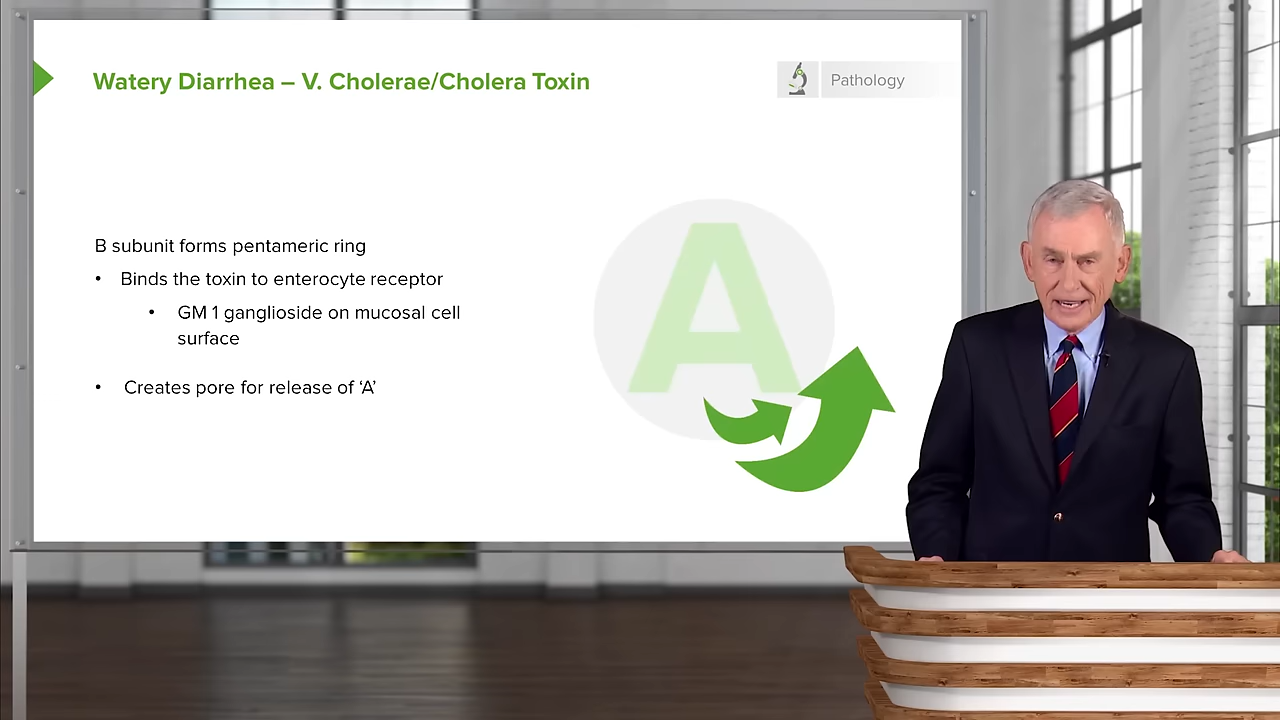 Watery Diarrhea – V. Cholerae/Cholera Toxin
Pathology
B subunit forms pentameric ring
• Binds the toxin to enterocyte receptor
• GM 1 ganglioside on mucosal cell
surface
• Creates pore for release of ‘A’
A